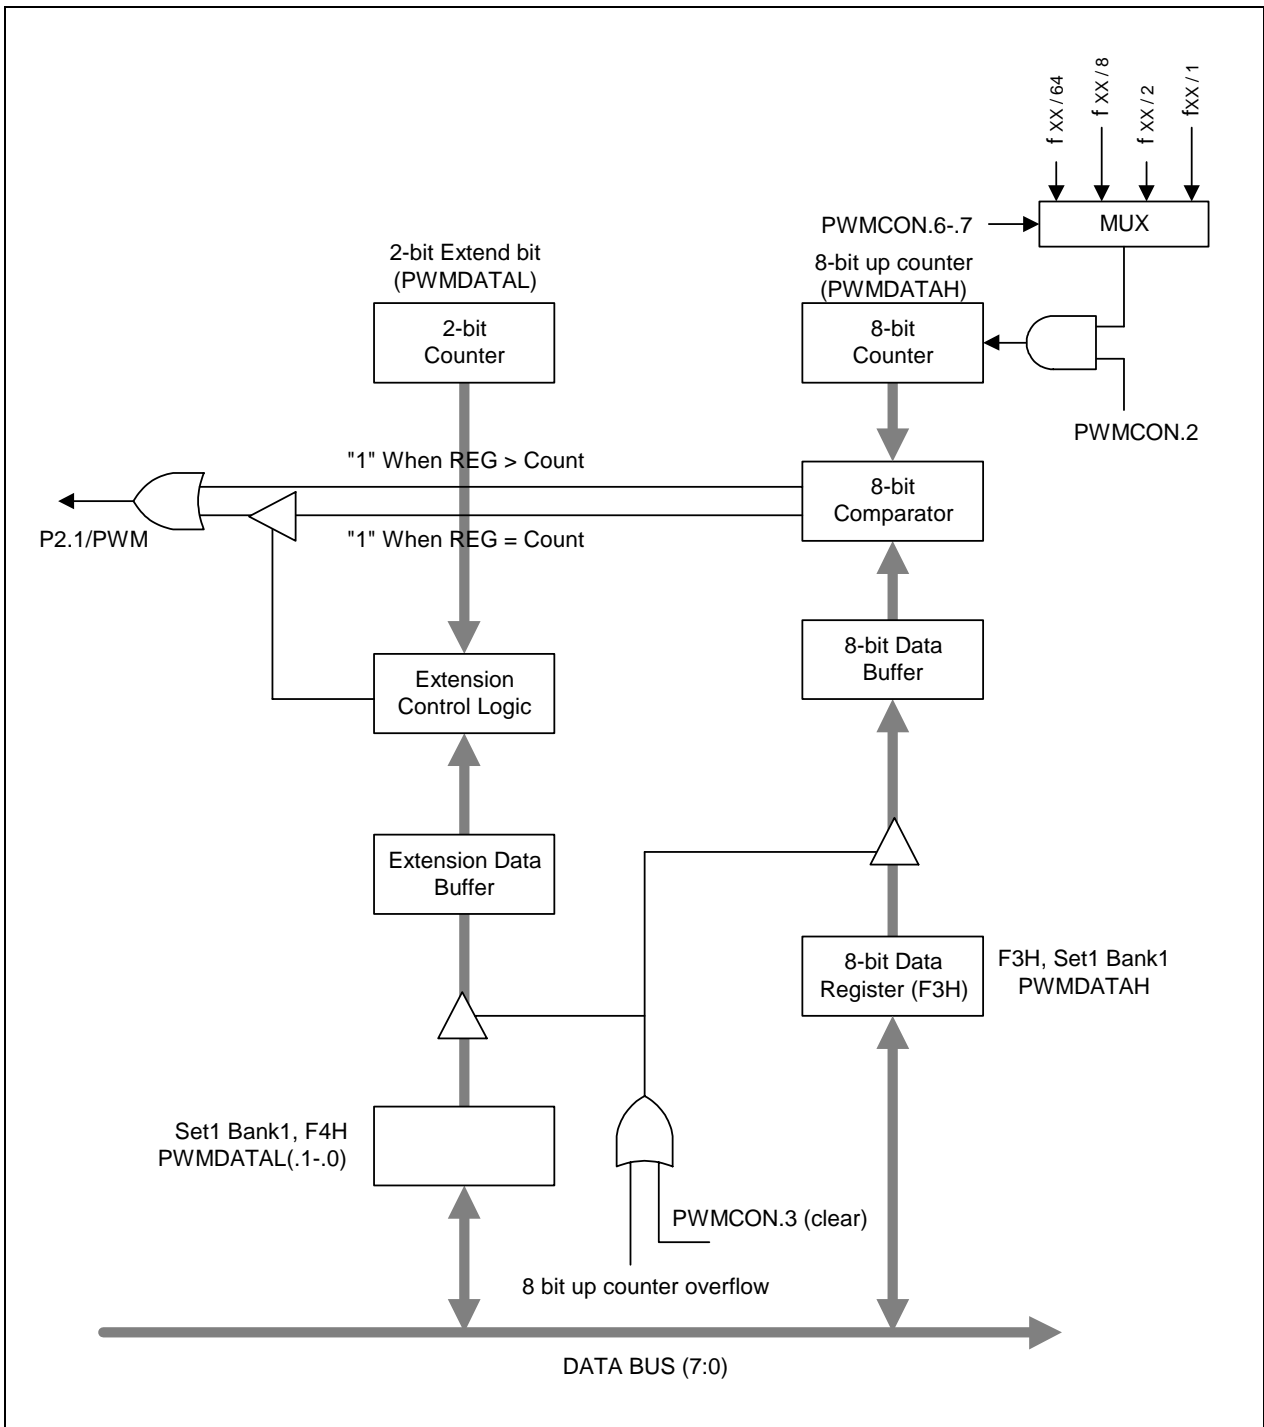 f XX / 64
f XX / 8
f XX / 2
fXX / 1
PWMCON.6-.7
MUX
2-bit Extend bit
(PWMDATAL)
8-bit up counter
(PWMDATAH)
2-bit
Counter
8-bit
Counter
PWMCON.2
"1" When REG > Count
8-bit
Comparator
P2.1/PWM
"1" When REG = Count
8-bit Data
Buffer
Extension
Control Logic
Extension Data
Buffer
8-bit Data
Register (F3H)
F3H, Set1 Bank1
PWMDATAH
Set1 Bank1, F4H
PWMDATAL(.1-.0)
PWMCON.3 (clear)
8 bit up counter overflow
DATA BUS (7:0)